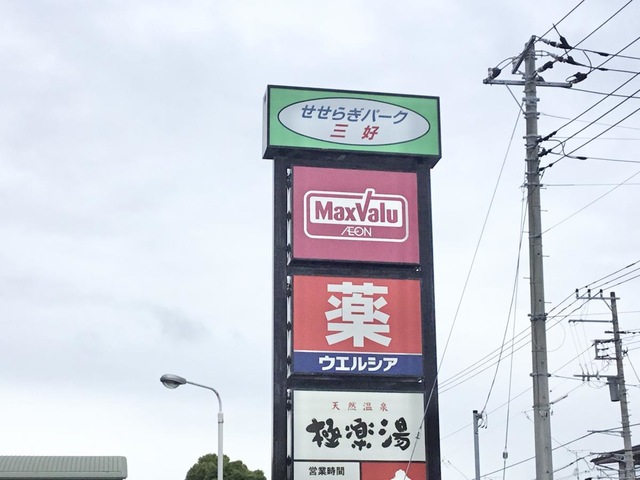 せせらぎパーク
三好
MaxValu
ÆON
薬
ウエルシア
天然温泉
極楽湯
営業時間